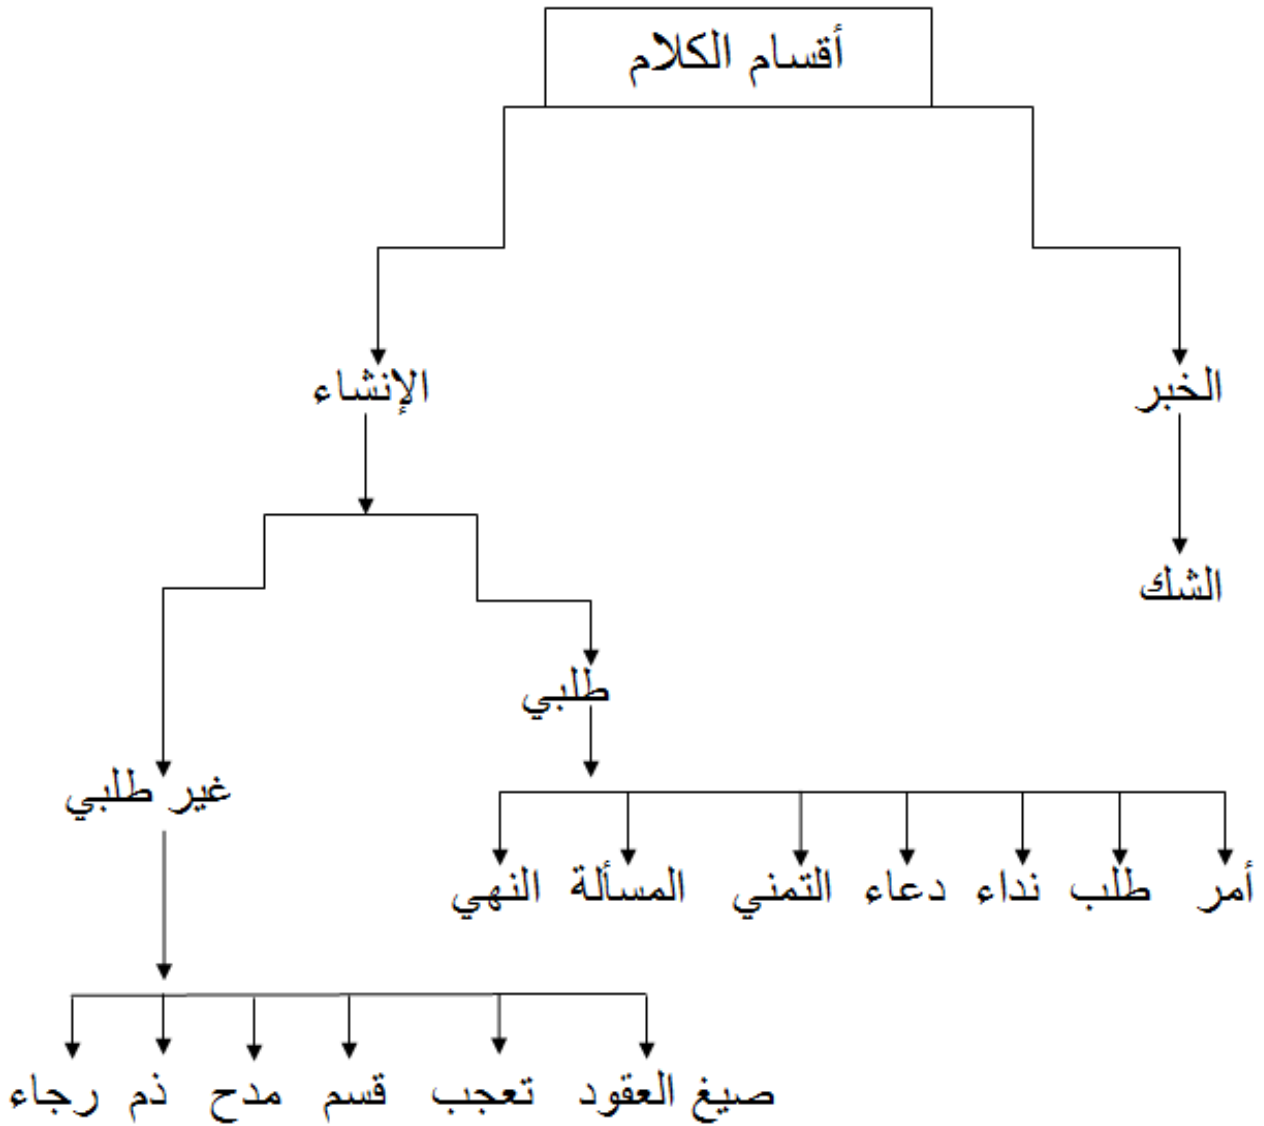 أقسام الكلام
الخبر
الإنشاء
الشك
طلبي
غير طلبي
أمر
طلب
نداء
دعاء
التمني
المسألة
النهي
صيغ العقود
تعجب
قسم
مدح
ذم
رجاء